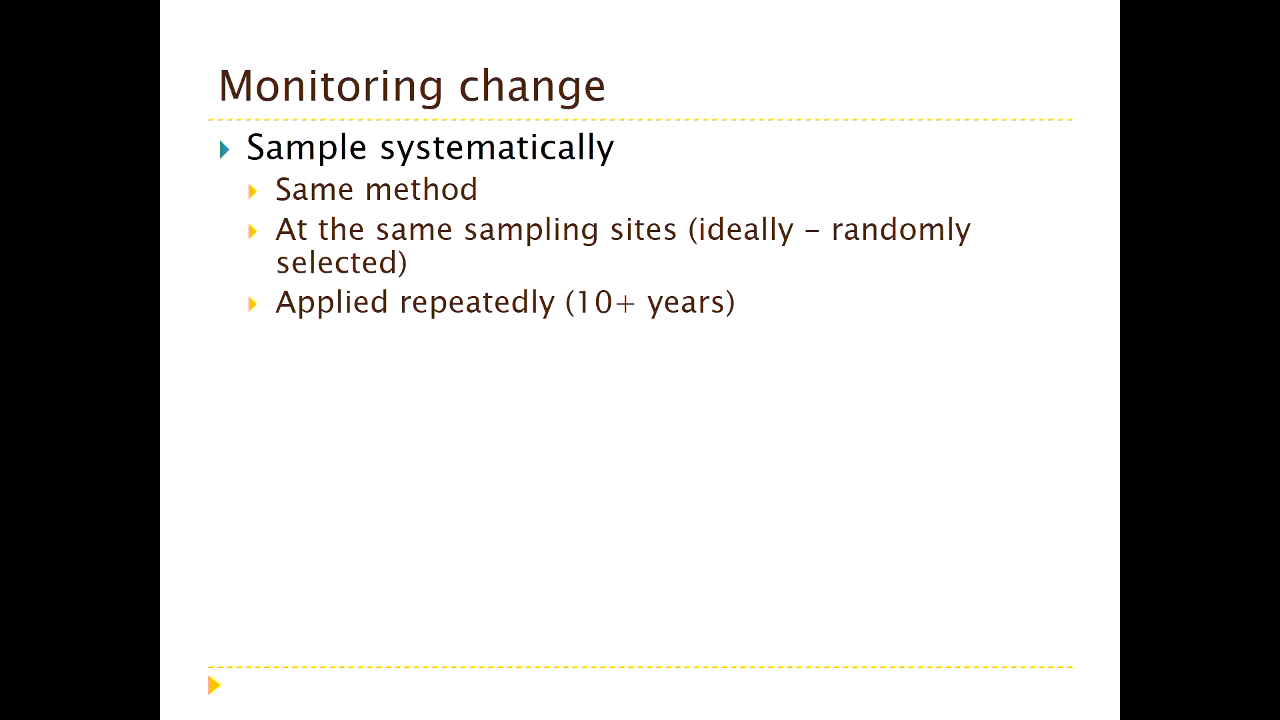 Monitoring change
Sample systematically
Same method
At the same sampling sites (ideally – randomly
selected)
Applied repeatedly (10+ years)